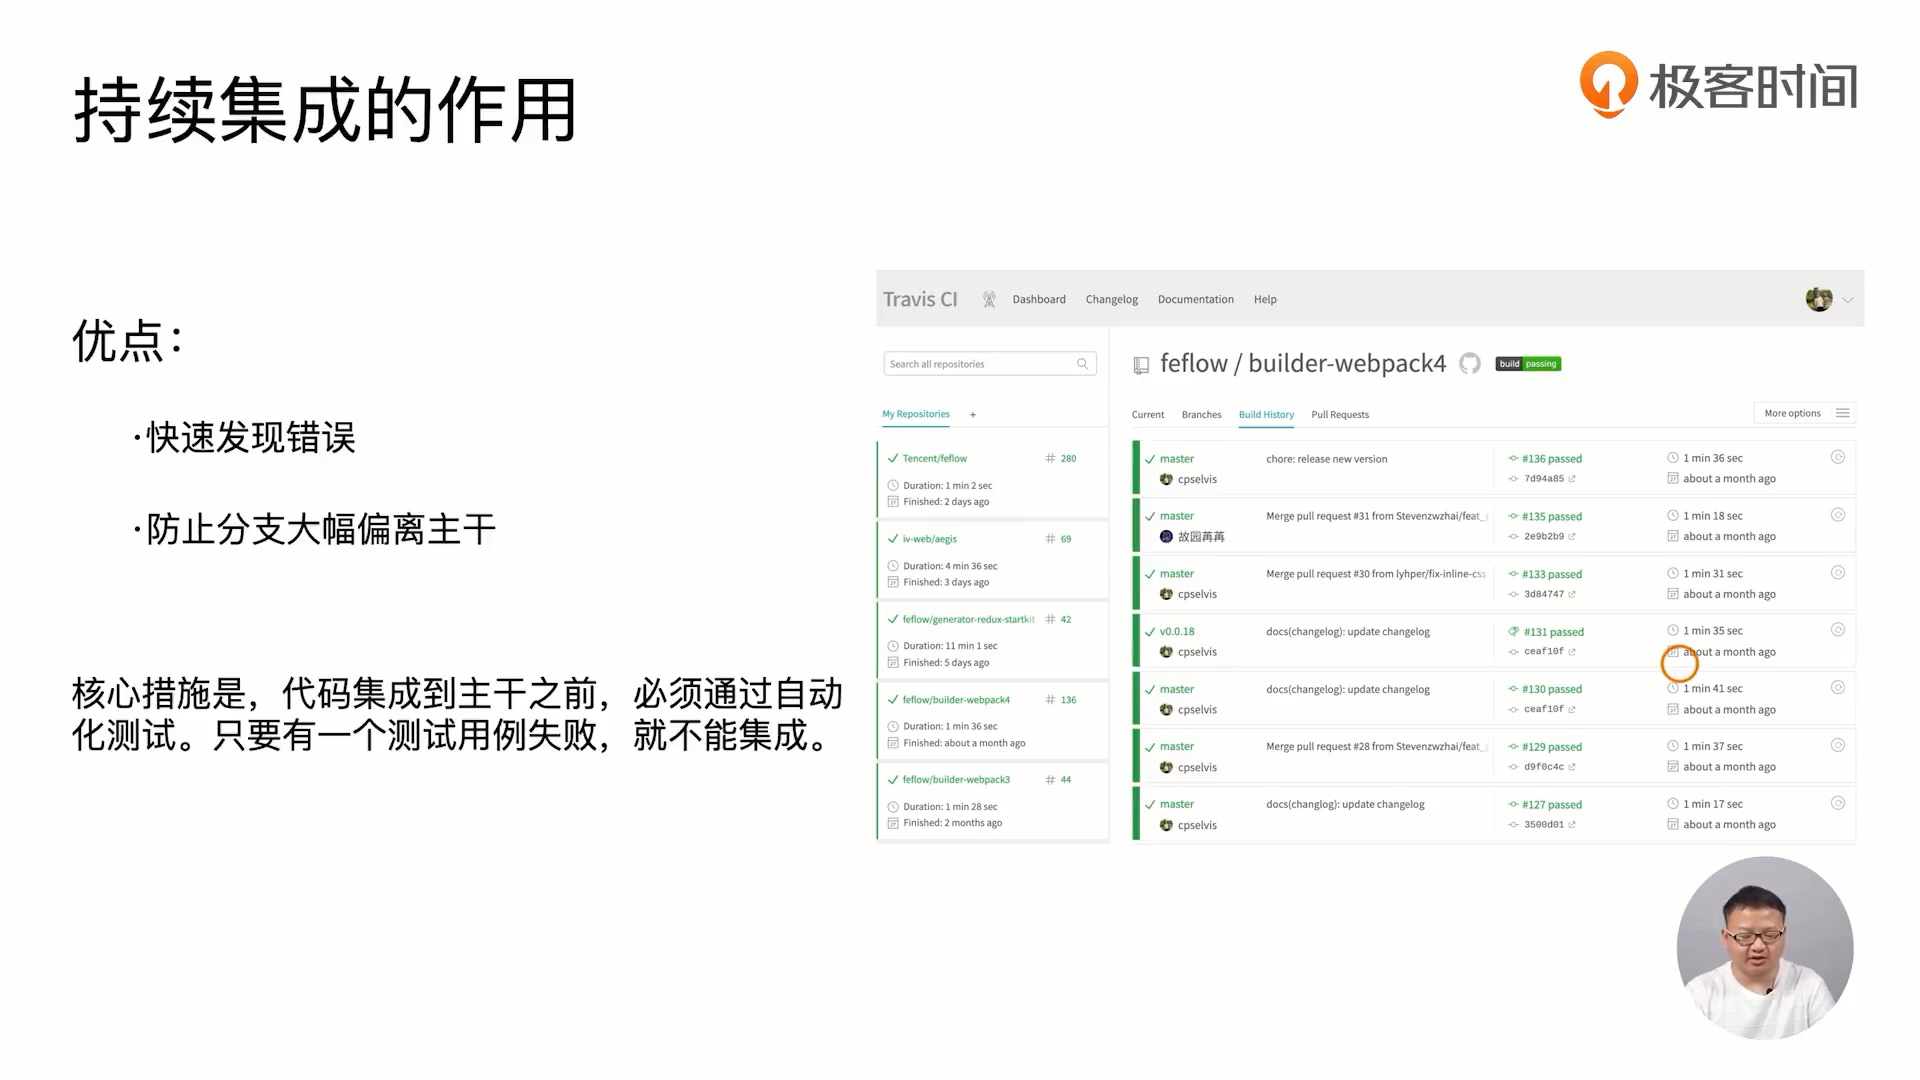 持续集成的作用
极客时间
优点：
·快速发现错误
·防止分支大幅偏离主干
核心措施是，代码集成到主干之前，必须通过自动
化测试。只要有一个测试用例失败，就不能集成。
Travis CI Dashboard Changelog Documentation Help
Search all repositories
My Repositories +
Tencent/feflow # 280
Duration: 1 min 2 sec
Finished: 2 days ago
iv-web/aegis # 69
Duration: 4 min 36 sec
Finished: 3 days ago
feflow/generator-redux-startkit # 42
Duration: 11 min 1 sec
Finished: 5 days ago
feflow/builder-webpack4 # 136
Duration: 1 min 36 sec
Finished: about a month ago
feflow/builder-webpack3 # 44
Duration: 1 min 28 sec
Finished: 2 months ago
feflow / builder-webpack4 build passing
Current Branches Build History Pull Requests More options
master chore: release new version #136 passed 1 min 36 sec
cpselvis 7d94a85 about a month ago
master Merge pull request #31 from Stevenzwzhai/feat_ #135 passed 1 min 18 sec
故园苒苒 2e9b2b9 about a month ago
master Merge pull request #30 from lyhper/fix-inline-css #133 passed 1 min 31 sec
cpselvis 3d84747 about a month ago
v0.0.18 docs(changelog): update changelog #131 passed 1 min 35 sec
cpselvis ceaf10f about a month ago
master docs(changelog): update changelog #130 passed 1 min 41 sec
cpselvis ceaf10f about a month ago
master Merge pull request #28 from Stevenzwzhai/feat_ #129 passed 1 min 37 sec
cpselvis d9f0c4c about a month ago
master docs(changlog): update changelog #127 passed 1 min 17 sec
cpselvis 3500d01 about a month ago